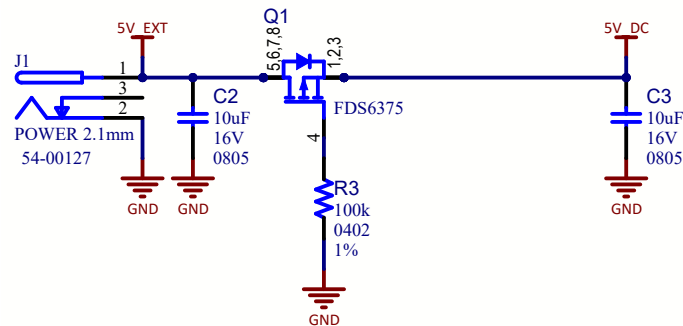 5V_EXT
Q1
5V_DC
J1
1
3
2
POWER 2.1mm
54-00127
GND
C2
10uF
16V
0805
GND
5,6,7,8
1,2,3
FDS6375
4
R3
100k
0402
1%
GND
C3
10uF
16V
0805
GND